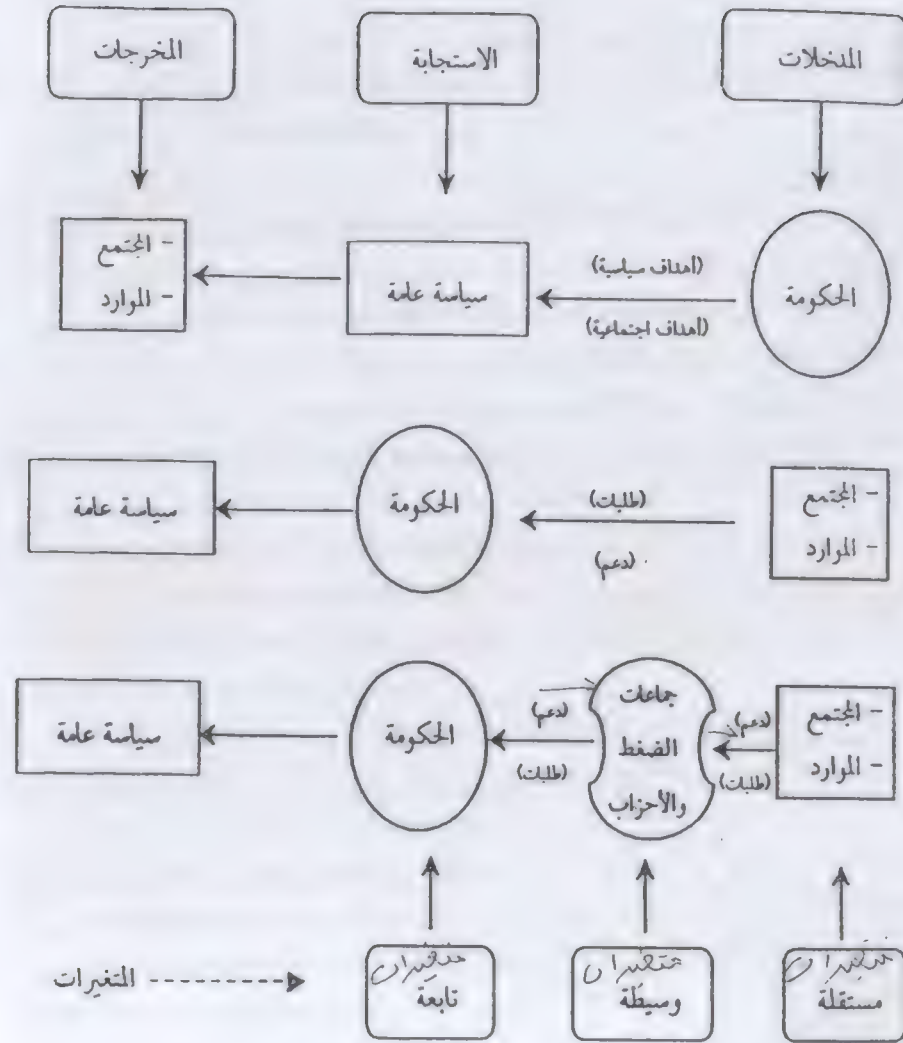 المدخلات
الاستجابة
المخرجات
الحكومة
(أهداف سياسية)
(أهداف اجتماعية)
سياسة عامة
- المجتمع
- الموارد
- المجتمع
- الموارد
(طلبات)
(دعم)
الحكومة
سياسة عامة
- المجتمع
- الموارد
(دعم)
(طلبات)
جماعات
الضغط
والأحزاب
(دعم)
(طلبات)
الحكومة
سياسة عامة
متغيرات
مستقلة
متغيرات
وسيطة
متغيرات
تابعة
المتغيرات